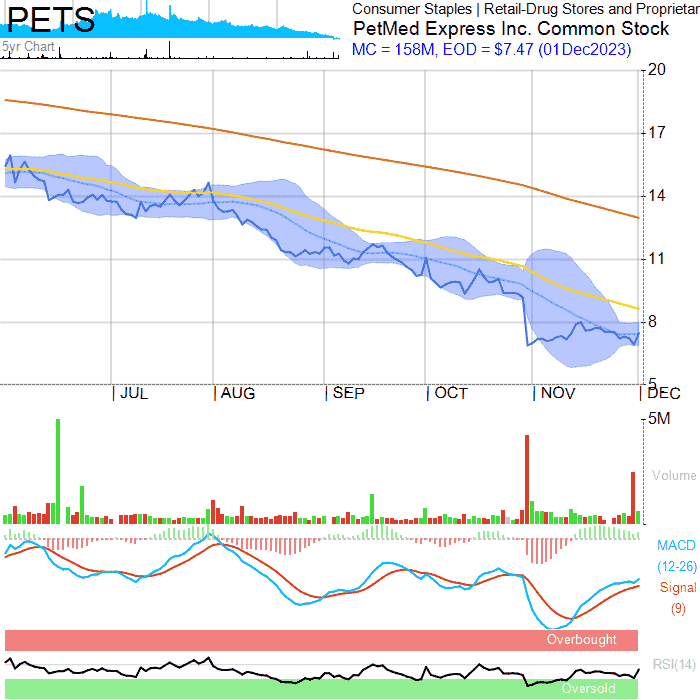 PETS
5yr Chart
Consumer Staples | Retail-Drug Stores and Proprietar
PetMed Express Inc. Common Stock
MC = 158M, EOD = $7.47 (01Dec2023)
20
17
14
11
8
5
JUL AUG SEP OCT NOV DEC
5M
Volume
MACD
(12-26)
Signal
(9)
Overbought
RSI(14)
Oversold